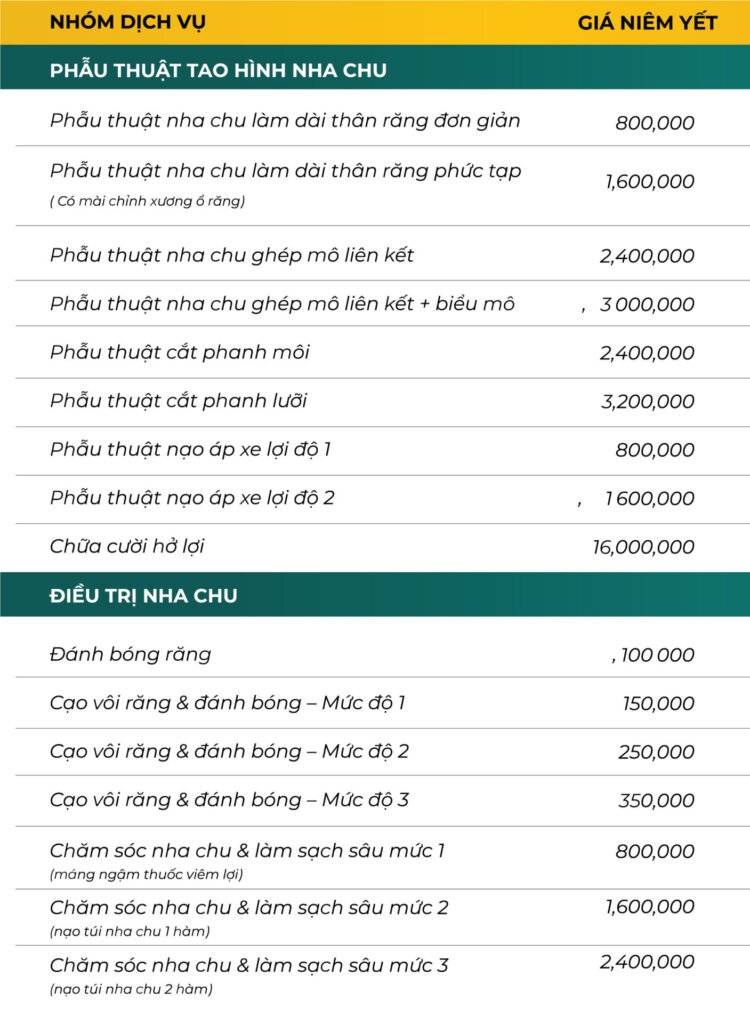 NHÓM DỊCH VỤ GIÁ NIÊM YẾT
PHẪU THUẬT TAO HÌNH NHA CHU
Phẫu thuật nha chu làm dài thân răng đơn giản 800,000
Phẫu thuật nha chu làm dài thân răng phức tạp 1,600,000
( Có mài chỉnh xương ổ răng)
Phẫu thuật nha chu ghép mô liên kết 2,400,000
Phẫu thuật nha chu ghép mô liên kết + biểu mô , 3 000,000
Phẫu thuật cắt phanh môi 2,400,000
Phẫu thuật cắt phanh lưỡi 3,200,000
Phẫu thuật nạo áp xe lợi độ 1 800,000
Phẫu thuật nạo áp xe lợi độ 2 , 1 600,000
Chữa cười hở lợi 16,000,000
ĐIỀU TRỊ NHA CHU
Đánh bóng răng , 100 000
Cạo vôi răng & đánh bóng – Mức độ 1 150,000
Cạo vôi răng & đánh bóng – Mức độ 2 250,000
Cạo vôi răng & đánh bóng – Mức độ 3 350,000
Chăm sóc nha chu & làm sạch sâu mức 1 800,000
(máng ngậm thuốc viêm lợi)
Chăm sóc nha chu & làm sạch sâu mức 2 1,600,000
(nạo túi nha chu 1 hàm)
Chăm sóc nha chu & làm sạch sâu mức 3 2,400,000
(nạo túi nha chu 2 hàm)